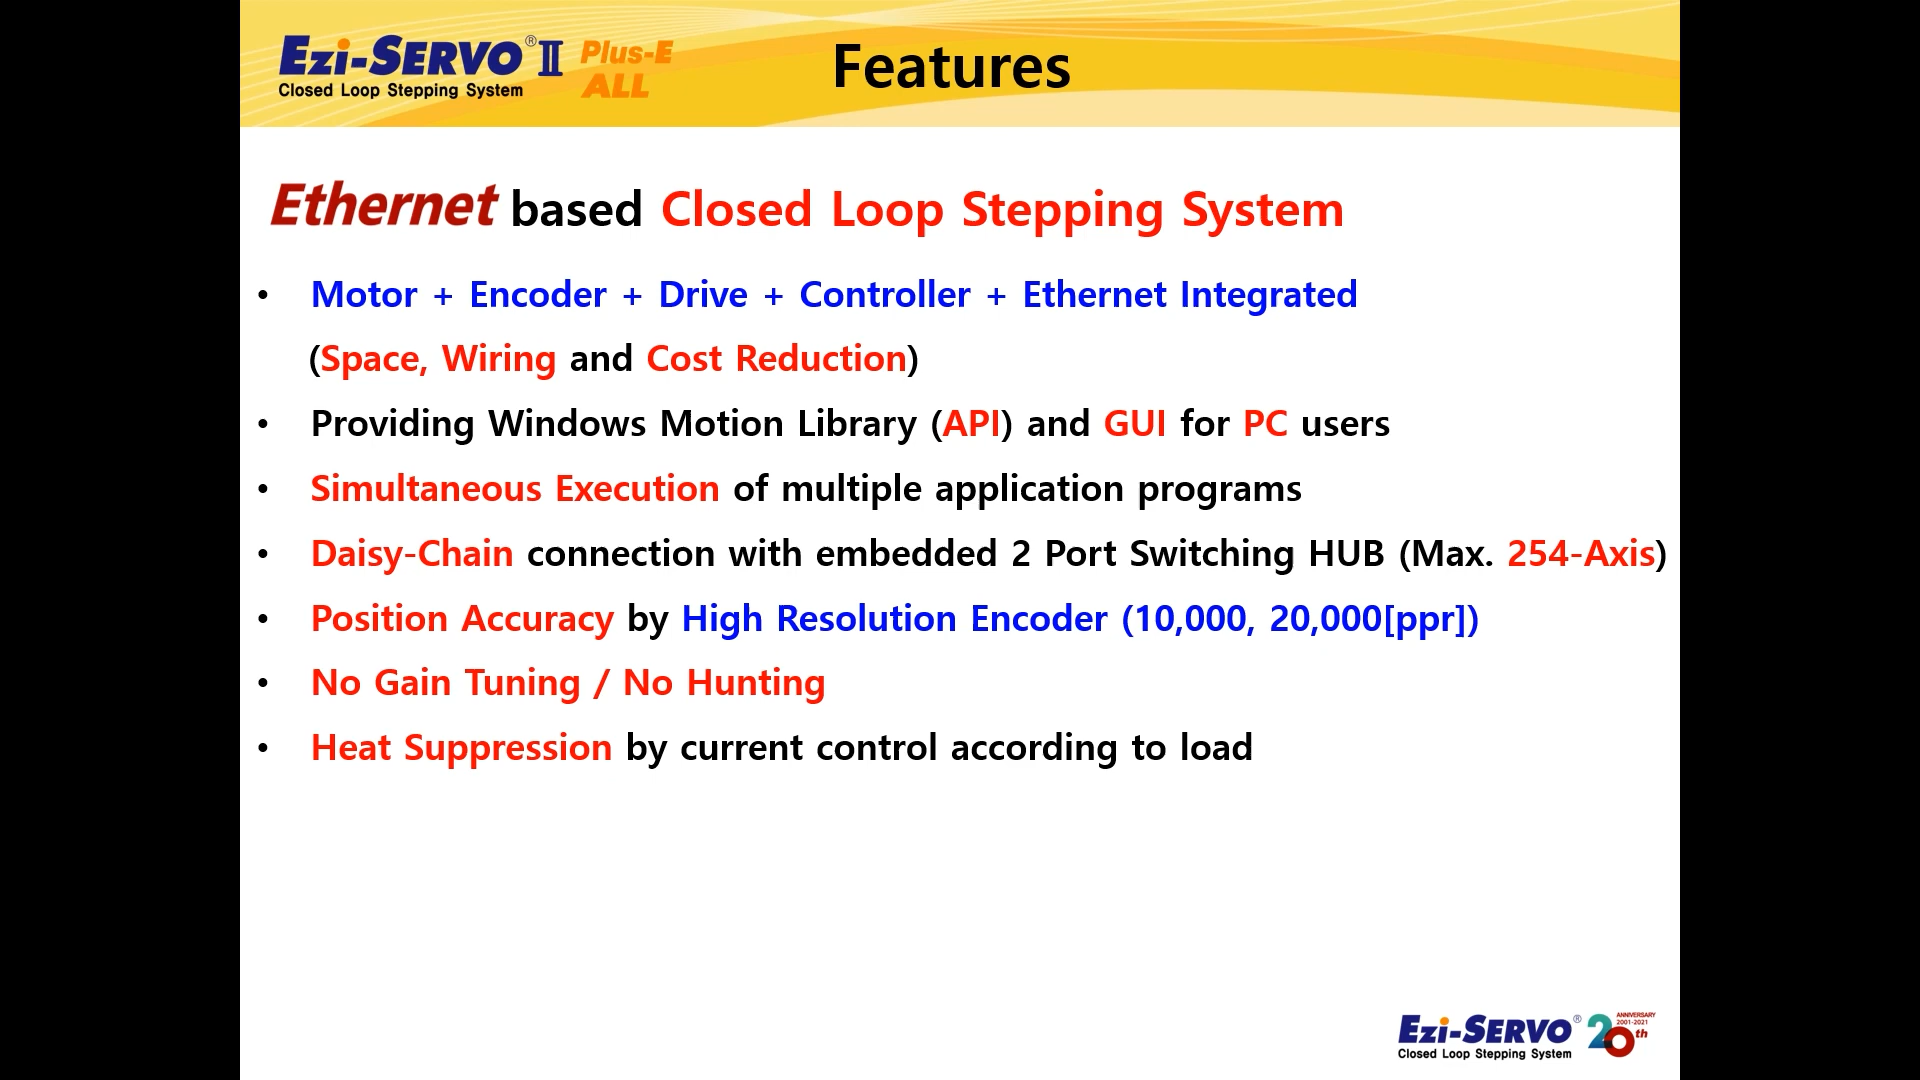 Ezi-SERVO® II Plus-E
ALL
Closed Loop Stepping System
Features
Ethernet based Closed Loop Stepping System
• Motor + Encoder + Drive + Controller + Ethernet Integrated
(Space, Wiring and Cost Reduction)
• Providing Windows Motion Library (API) and GUI for PC users
• Simultaneous Execution of multiple application programs
• Daisy-Chain connection with embedded 2 Port Switching HUB (Max. 254-Axis)
• Position Accuracy by High Resolution Encoder (10,000, 20,000[ppr])
• No Gain Tuning / No Hunting
• Heat Suppression by current control according to load
Ezi-SERVO®
Closed Loop Stepping System
20th
ANNIVERSARY
2001-2021